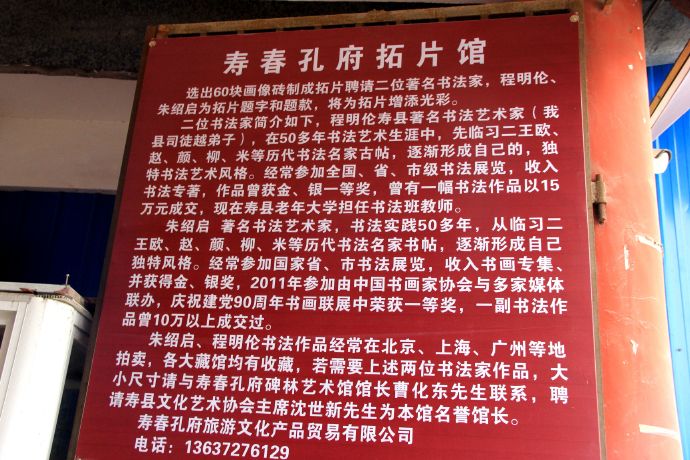 寿春孔府拓片馆
选出60块画像砖制成拓片聘请二位著名书法家，程明伦、
朱绍启为拓片题字和题款，将为拓片增添光彩。
二位书法家简介如下，程明伦寿县著名书法艺术家（我
县司徒越弟子），在50多年书法艺术生涯中，先临习二王欧、
赵、颜、柳、米等历代书法名家古帖，逐渐形成自己的，独
特书法艺术风格。经常参加全国、省、市级书法展览，收入
书法专著，作品曾获金、银一等奖，曾有一幅书法作品以15
万元成交，现在寿县老年大学担任书法班教师。
朱绍启 著名书法艺术家，书法实践50多年，从临习二
王欧、赵、颜、柳、米等历代书法名家书帖，逐渐形成自己
独特风格。经常参加国家省、市书法展览，收入书画专集、
并获得金、银奖，2011年参加由中国书画家协会与多家媒体
联办，庆祝建党90周年书画联展中荣获一等奖，一副书法作
品曾10万以上成交过。
朱绍启、程明伦书法作品经常在北京、上海、广州等地
拍卖，各大藏馆均有收藏，若需要上述两位书法家作品，大
小尺寸请与寿春孔府碑林艺术馆馆长曹化东先生联系，聘
请寿县文化艺术协会主席沈世新先生为本馆名誉馆长。
寿春孔府旅游文化产品贸易有限公司
电话：13637276129